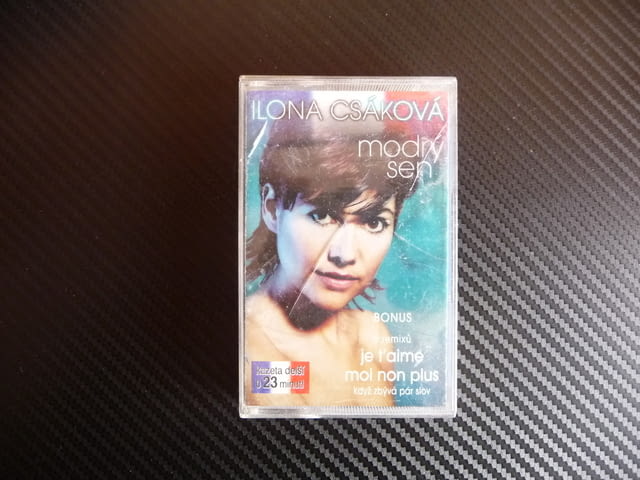 ILONA CSÁKOVÁ
modrý
sen
BONUS
remixů
je t'aime
moi non plus
když zbývá pár slov
kazeta delší
o 23 minut